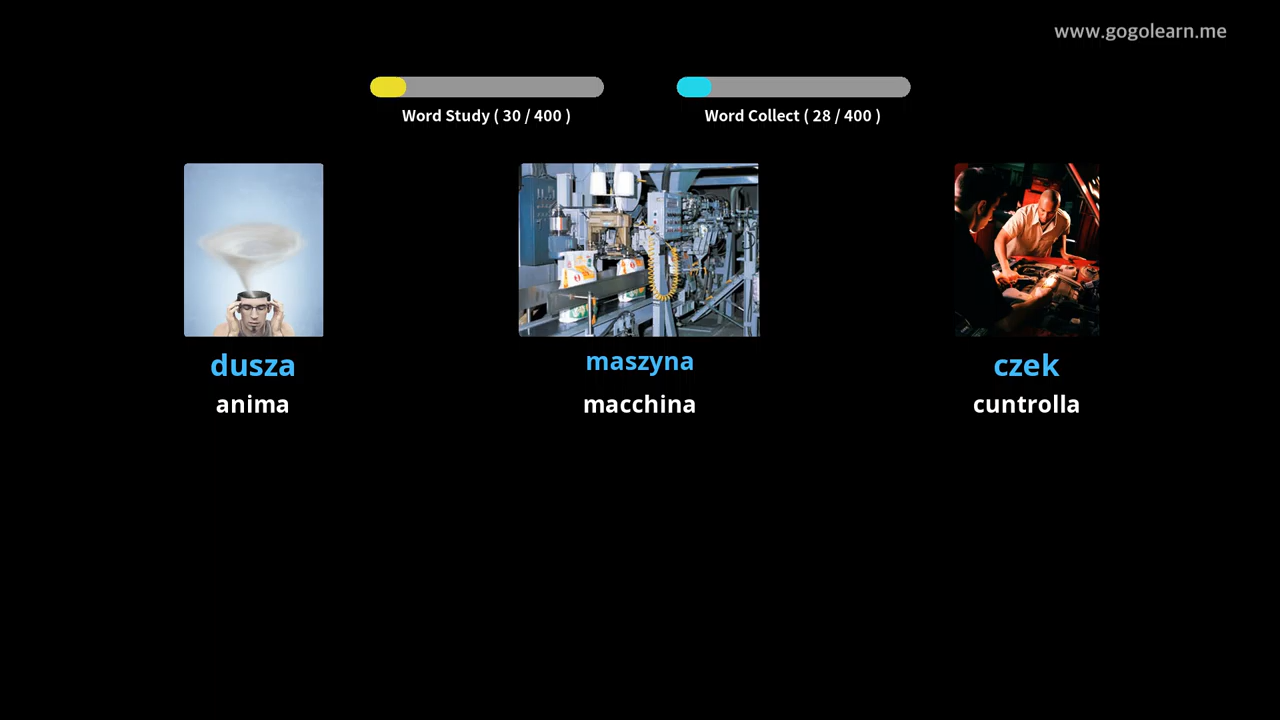 www.gogolearn.me
Word Study ( 30 / 400 )
Word Collect ( 28 / 400 )
dusza
maszyna
czek
anima
macchina
cuntrolla